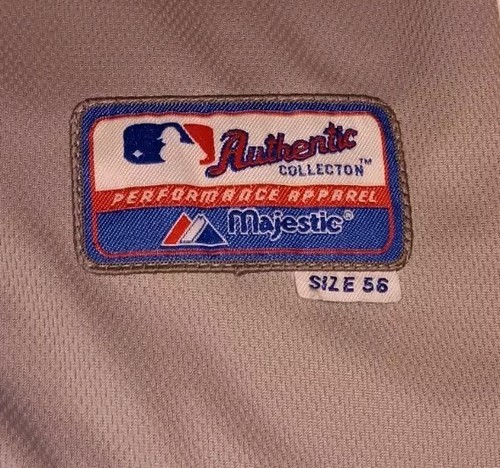 Authentic
COLLECTON™
PERFORMANCE APPAREL
Majestic®
SIZE 56